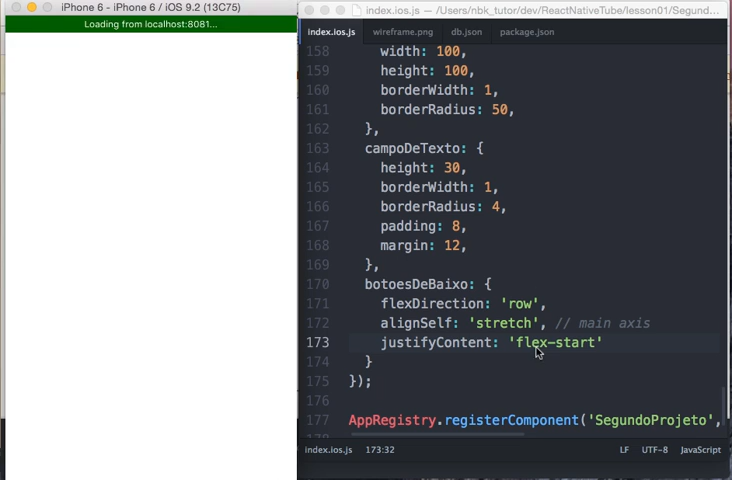 iPhone 6 - iPhone 6 / iOS 9.2 (13C75)
Loading from localhost:8081...
index.ios.js — /Users/nbk_tutor/dev/ReactNativeTube/lesson01/Segundo...
index.ios.js wireframe.png db.json package.json
158 width: 100,
159 height: 100,
160 borderWidth: 1,
161 borderRadius: 50,
162 },
163 campoDeTexto: {
164 height: 30,
165 borderWidth: 1,
166 borderRadius: 4,
167 padding: 8,
168 margin: 12,
169 },
170 botoesDeBaixo: {
171 flexDirection: 'row',
172 alignSelf: 'stretch', // main axis
173 justifyContent: 'flex-start'
174 }
175 });
176
177 AppRegistry.registerComponent('SegundoProjeto',
index.ios.js 173:32 LF UTF-8 JavaScript